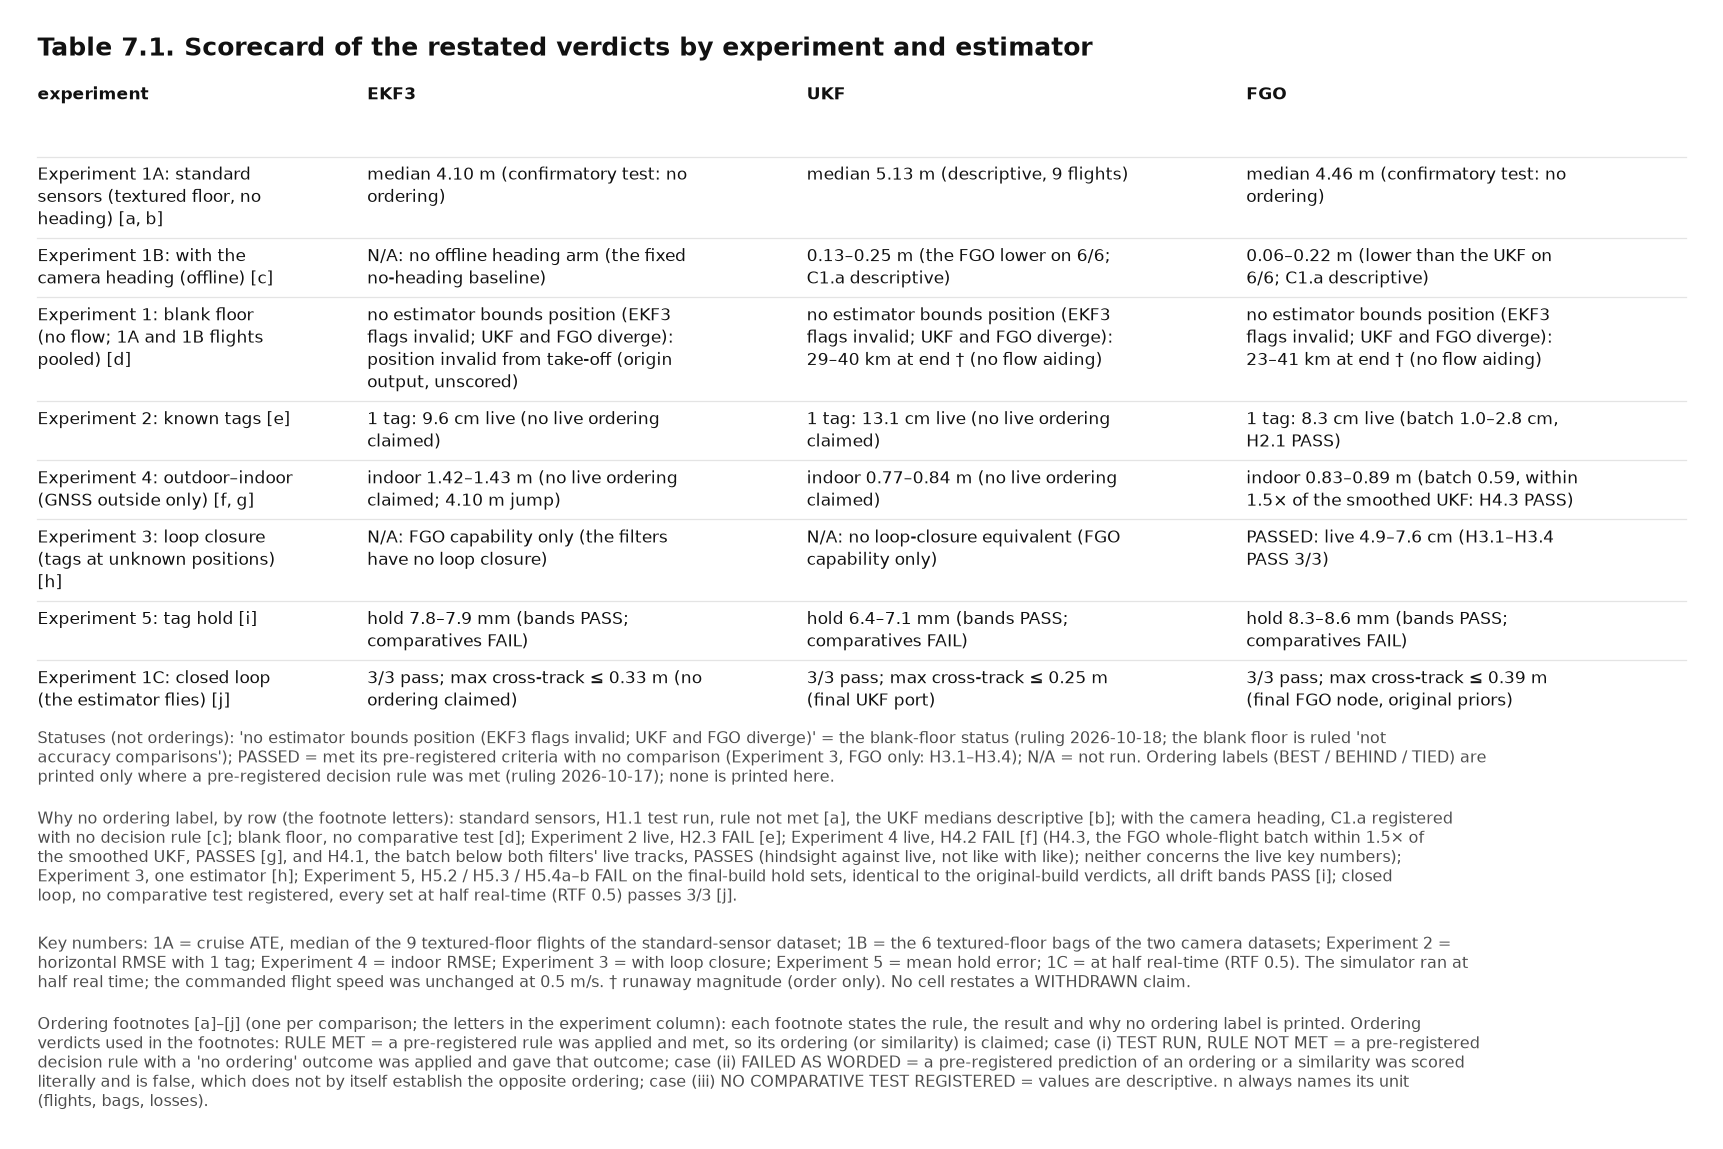 Table 7.1. Scorecard of the restated verdicts by experiment and estimator
experiment EKF3 UKF FGO
Experiment 1A: standard sensors (textured floor, no heading) [a, b]
median 4.10 m (confirmatory test: no ordering)
median 5.13 m (descriptive, 9 flights)
median 4.46 m (confirmatory test: no ordering)
Experiment 1B: with the camera heading (offline) [c]
N/A: no offline heading arm (the fixed no-heading baseline)
0.13–0.25 m (the FGO lower on 6/6; C1.a descriptive)
0.06–0.22 m (lower than the UKF on 6/6; C1.a descriptive)
Experiment 1: blank floor (no flow; 1A and 1B flights pooled) [d]
no estimator bounds position (EKF3 flags invalid; UKF and FGO diverge): position invalid from take-off (origin output, unscored)
no estimator bounds position (EKF3 flags invalid; UKF and FGO diverge): 29–40 km at end † (no flow aiding)
no estimator bounds position (EKF3 flags invalid; UKF and FGO diverge): 23–41 km at end † (no flow aiding)
Experiment 2: known tags [e]
1 tag: 9.6 cm live (no live ordering claimed)
1 tag: 13.1 cm live (no live ordering claimed)
1 tag: 8.3 cm live (batch 1.0–2.8 cm, H2.1 PASS)
Experiment 4: outdoor–indoor (GNSS outside only) [f, g]
indoor 1.42–1.43 m (no live ordering claimed; 4.10 m jump)
indoor 0.77–0.84 m (no live ordering claimed)
indoor 0.83–0.89 m (batch 0.59, within 1.5× of the smoothed UKF: H4.3 PASS)
Experiment 3: loop closure (tags at unknown positions) [h]
N/A: FGO capability only (the filters have no loop closure)
N/A: no loop-closure equivalent (FGO capability only)
PASSED: live 4.9–7.6 cm (H3.1–H3.4 PASS 3/3)
Experiment 5: tag hold [i]
hold 7.8–7.9 mm (bands PASS; comparatives FAIL)
hold 6.4–7.1 mm (bands PASS; comparatives FAIL)
hold 8.3–8.6 mm (bands PASS; comparatives FAIL)
Experiment 1C: closed loop (the estimator flies) [j]
3/3 pass; max cross-track ≤ 0.33 m (no ordering claimed)
3/3 pass; max cross-track ≤ 0.25 m (final UKF port)
3/3 pass; max cross-track ≤ 0.39 m (final FGO node, original priors)
Statuses (not orderings): 'no estimator bounds position (EKF3 flags invalid; UKF and FGO diverge)' = the blank-floor status (ruling 2026-10-18; the blank floor is ruled 'not
accuracy comparisons'); PASSED = met its pre-registered criteria with no comparison (Experiment 3, FGO only: H3.1–H3.4); N/A = not run. Ordering labels (BEST / BEHIND / TIED) are
printed only where a pre-registered decision rule was met (ruling 2026-10-17); none is printed here.
Why no ordering label, by row (the footnote letters): standard sensors, H1.1 test run, rule not met [a], the UKF medians descriptive [b]; with the camera heading, C1.a registered
with no decision rule [c]; blank floor, no comparative test [d]; Experiment 2 live, H2.3 FAIL [e]; Experiment 4 live, H4.2 FAIL [f] (H4.3, the FGO whole-flight batch within 1.5× of
the smoothed UKF, PASSES [g], and H4.1, the batch below both filters' live tracks, PASSES (hindsight against live, not like with like); neither concerns the live key numbers);
Experiment 3, one estimator [h]; Experiment 5, H5.2 / H5.3 / H5.4a–b FAIL on the final-build hold sets, identical to the original-build verdicts, all drift bands PASS [i]; closed
loop, no comparative test registered, every set at half real-time (RTF 0.5) passes 3/3 [j].
Key numbers: 1A = cruise ATE, median of the 9 textured-floor flights of the standard-sensor dataset; 1B = the 6 textured-floor bags of the two camera datasets; Experiment 2 =
horizontal RMSE with 1 tag; Experiment 4 = indoor RMSE; Experiment 3 = with loop closure; Experiment 5 = mean hold error; 1C = at half real-time (RTF 0.5). The simulator ran at
half real time; the commanded flight speed was unchanged at 0.5 m/s. † runaway magnitude (order only). No cell restates a WITHDRAWN claim.
Ordering footnotes [a]–[j] (one per comparison; the letters in the experiment column): each footnote states the rule, the result and why no ordering label is printed. Ordering
verdicts used in the footnotes: RULE MET = a pre-registered rule was applied and met, so its ordering (or similarity) is claimed; case (i) TEST RUN, RULE NOT MET = a pre-registered
decision rule with a 'no ordering' outcome was applied and gave that outcome; case (ii) FAILED AS WORDED = a pre-registered prediction of an ordering or a similarity was scored
literally and is false, which does not by itself establish the opposite ordering; case (iii) NO COMPARATIVE TEST REGISTERED = values are descriptive. n always names its unit
(flights, bags, losses).